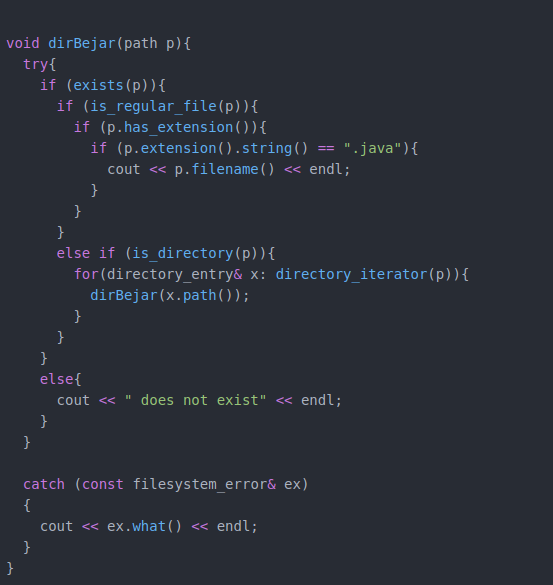 void dirBejar(path p){
  try{
    if (exists(p)){
      if (is_regular_file(p)){
        if (p.has_extension()){
          if (p.extension().string() == ".java"){
            cout << p.filename() << endl;
          }
        }
      }
      else if (is_directory(p)){
        for(directory_entry& x: directory_iterator(p)){
          dirBejar(x.path());
        }
      }
    }
    else{
      cout << " does not exist" << endl;
    }
  }

  catch (const filesystem_error& ex)
  {
    cout << ex.what() << endl;
  }
}